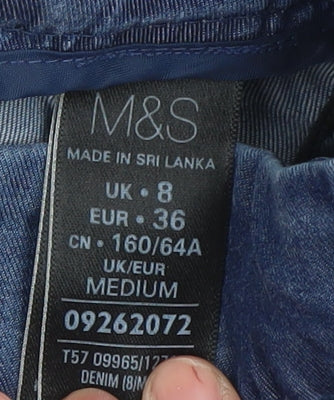 M&S
MADE IN SRI LANKA
UK • 8
EUR • 36
CN • 160/64A
UK/EUR
MEDIUM
09262072
T57 09965/
DENIM